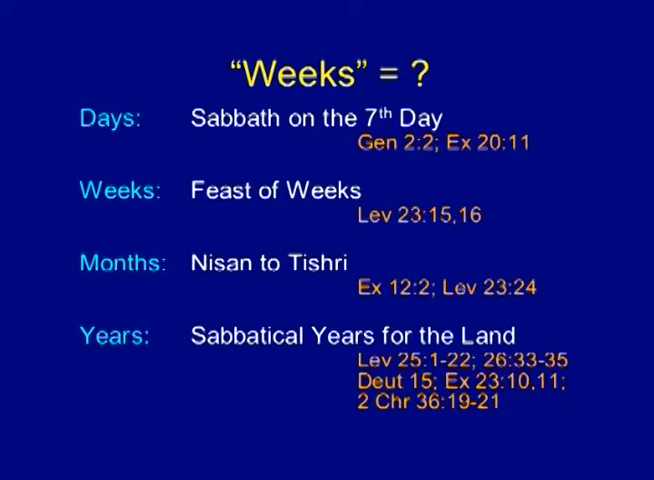 “Weeks” = ?
Days: Sabbath on the 7th Day
Gen 2:2; Ex 20:11
Weeks: Feast of Weeks
Lev 23:15,16
Months: Nisan to Tishri
Ex 12:2; Lev 23:24
Years: Sabbatical Years for the Land
Lev 25:1-22; 26:33-35
Deut 15; Ex 23:10,11;
2 Chr 36:19-21